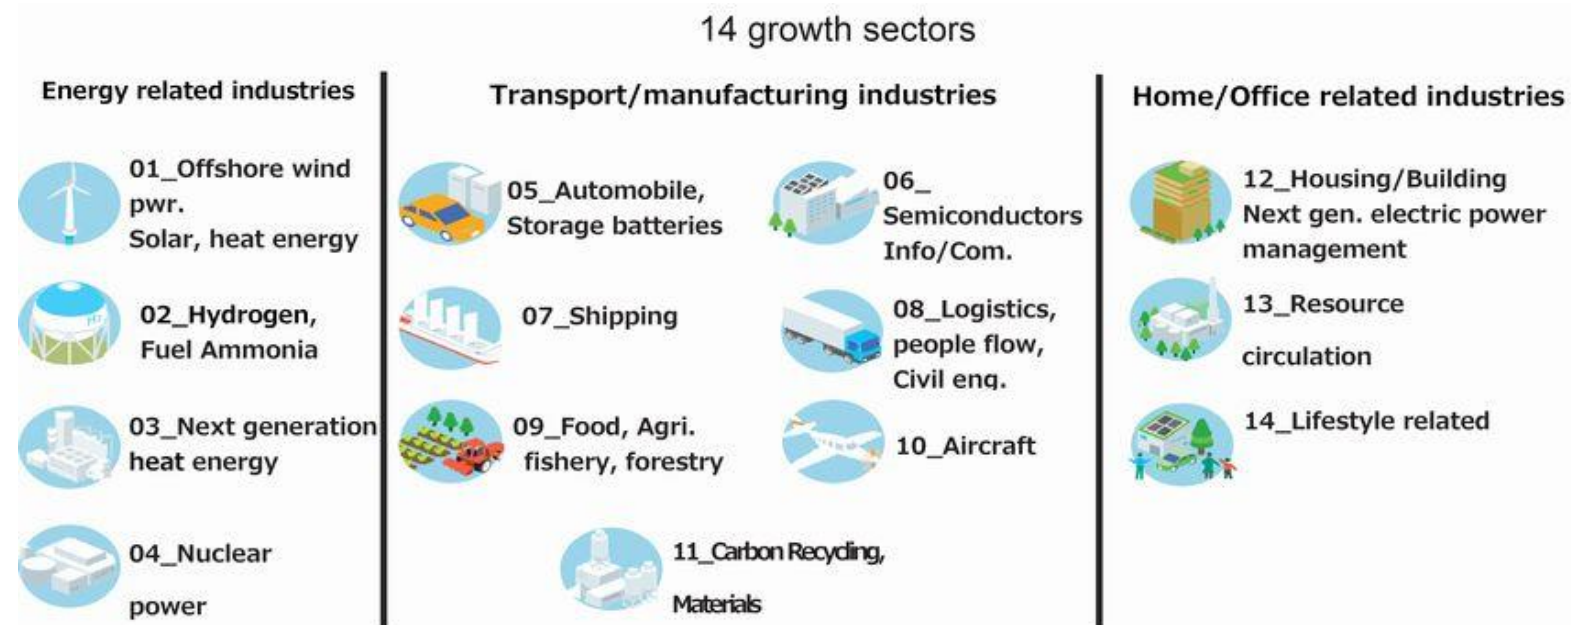 14 growth sectors
Energy related industries
01_Offshore wind
pwr.
Solar, heat energy
02_Hydrogen,
Fuel Ammonia
03_Next generation
heat energy
04_Nuclear
power
Transport/manufacturing industries
05_Automobile,
Storage batteries
06_
Semiconductors
Info/Com.
07_Shipping
08_Logistics,
people flow,
Civil eng.
09_Food, Agri.
fishery, forestry
10_Aircraft
11_Carbon Recycling,
Materials
Home/Office related industries
12_Housing/Building
Next gen. electric power
management
13_Resource
circulation
14_Lifestyle related